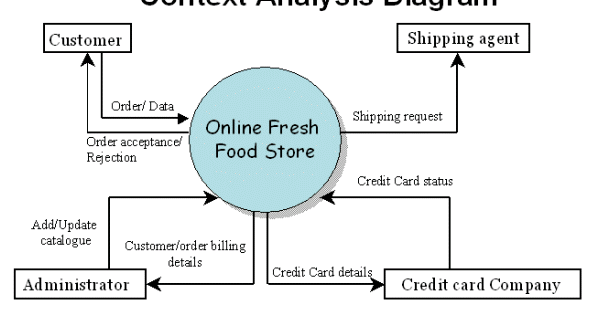 Context Analysis Diagram
Customer
Shipping agent
Order/ Data
Online Fresh
Food Store
Shipping request
Order acceptance/
Rejection
Credit Card status
Add/Update
catalogue
Customer/order billing
details
Credit Card details
Administrator
Credit card Company